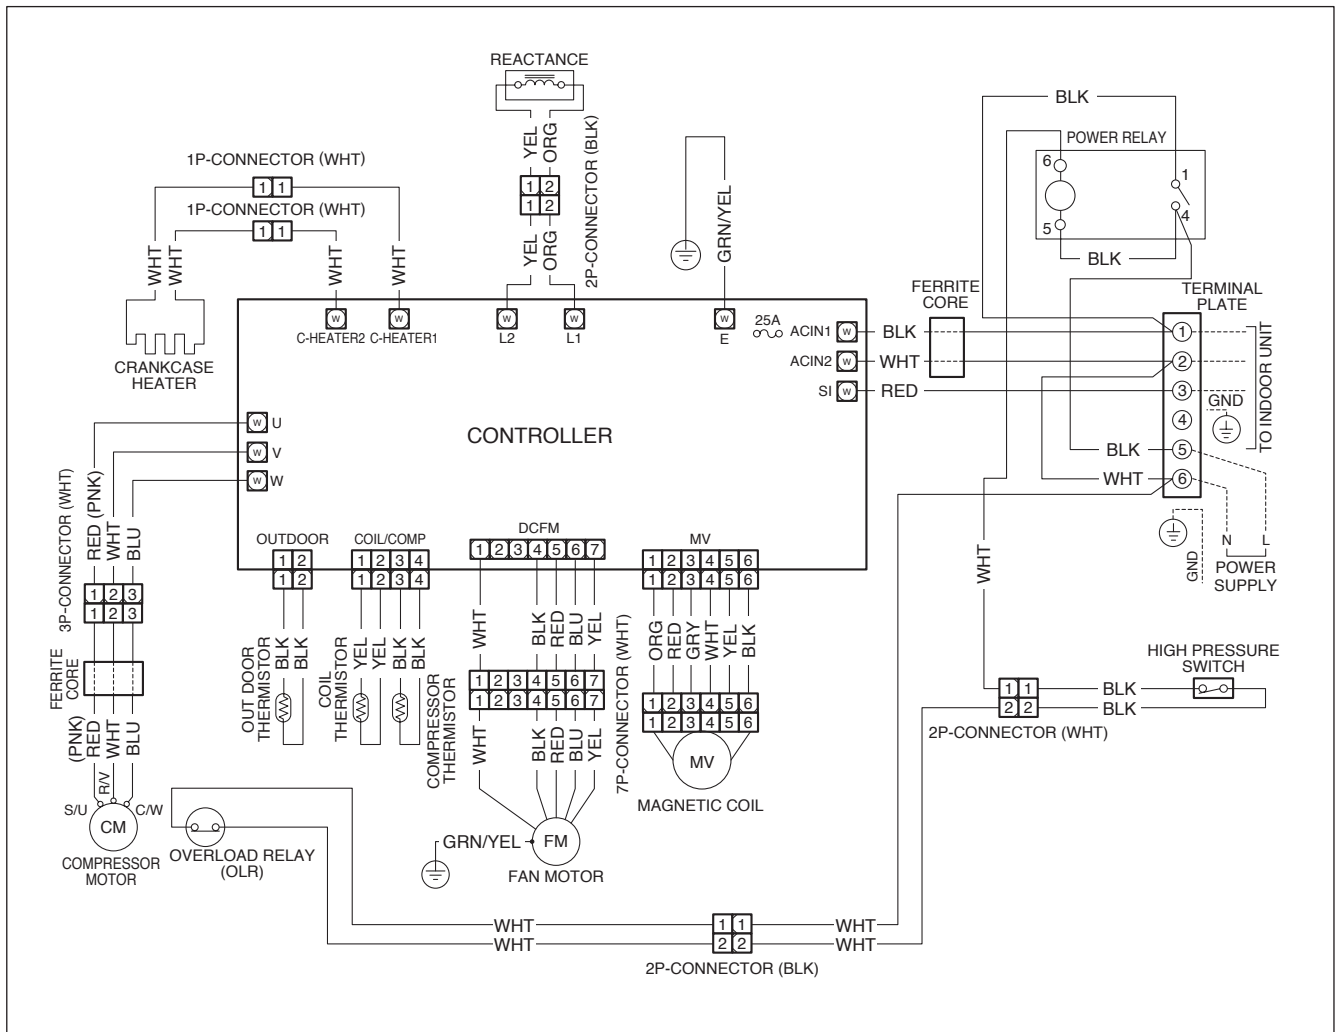 REACTANCE
YEL
ORG
2P-CONNECTOR (BLK)
1 2
1 2
YEL
ORG
1P-CONNECTOR (WHT)
1 1
1P-CONNECTOR (WHT)
1 1
WHT
WHT
WHT
WHT
CRANKCASE
HEATER
GRN/YEL
BLK
POWER RELAY
6
5
1
4
BLK
W
C-HEATER2
W
C-HEATER1
W
L2
W
L1
W
E
25A
ACIN1
W
BLK
ACIN2
W
WHT
SI
W
RED
FERRITE
CORE
TERMINAL
PLATE
1
2
3
4
5
6
GND
TO INDOOR UNIT
BLK
WHT
GND
N
L
POWER
SUPPLY
CONTROLLER
W
U
W
V
W
W
3P-CONNECTOR (WHT)
RED (PNK)
WHT
BLU
1 2 3
1 2 3
FERRITE
CORE
(PNK)
RED
WHT
BLU
S/U
R/V
C/W
CM
COMPRESSOR
MOTOR
OUTDOOR
1 2
1 2
BLK
BLK
OUT DOOR
THERMISTOR
COIL/COMP
1 2 3 4
1 2 3 4
YEL
YEL
BLK
BLK
COIL
THERMISTOR
COMPRESSOR
THERMISTOR
DCFM
1 2 3 4 5 6 7
WHT
BLK
RED
BLU
YEL
1 2 3 4 5 6 7
1 2 3 4 5 6 7
7P-CONNECTOR (WHT)
WHT
BLK
RED
BLU
YEL
GRN/YEL
FM
FAN MOTOR
MV
1 2 3 4 5 6
1 2 3 4 5 6
ORG
RED
GRY
WHT
YEL
BLK
1 2 3 4 5 6
1 2 3 4 5 6
MV
MAGNETIC COIL
WHT
HIGH PRESSURE
SWITCH
1 1
2 2
BLK
BLK
2P-CONNECTOR (WHT)
OVERLOAD RELAY
(OLR)
WHT
WHT
1 1
2 2
WHT
WHT
2P-CONNECTOR (BLK)